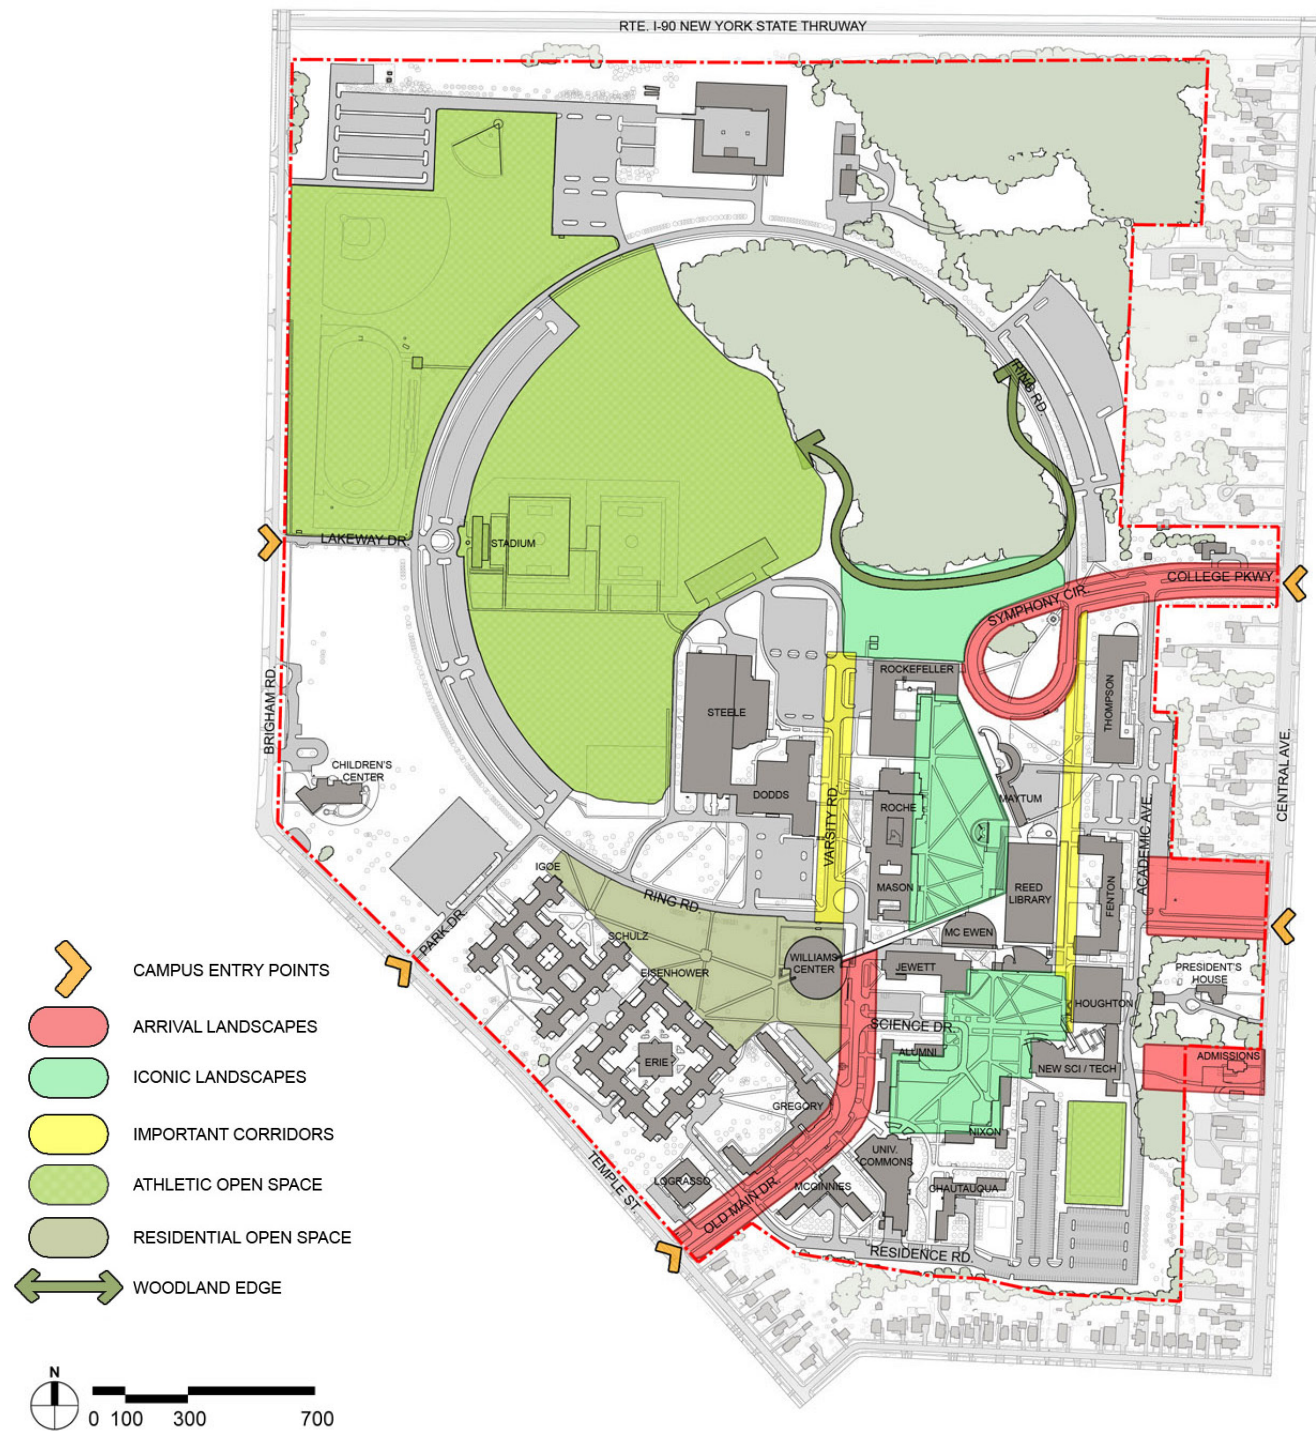 RTE. I-90 NEW YORK STATE THRUWAY
RING RD.
LAKEWAY DR.
STADIUM
COLLEGE PKWY
SYMPHONY CIR.
ROCKEFELLER
THOMPSON
STEELE
BRIGHAM RD.
CENTRAL AVE.
CHILDREN'S
CENTER
DODDS
VARSITY RD.
ROCHE
MAYTUM
ACADEMIC AVE
IGOE
RING RD.
MASON
REED
LIBRARY
FENTON
PARK DR.
SCHULZ
MC EWEN
WILLIAMS
CENTER
JEWETT
EISENHOWER
PRESIDENT'S
HOUSE
HOUGHTON
SCIENCE DR.
ALUMNI
ERIE
NEW SCI / TECH
ADMISSIONS
GREGORY
NIXON
UNIV.
COMMONS
TEMPLE ST.
LOGRASSO
OLD MAIN DR.
MCGINNIES
CHAUTAUQUA
RESIDENCE RD.
CAMPUS ENTRY POINTS
ARRIVAL LANDSCAPES
ICONIC LANDSCAPES
IMPORTANT CORRIDORS
ATHLETIC OPEN SPACE
RESIDENTIAL OPEN SPACE
WOODLAND EDGE
N
0 100 300 700